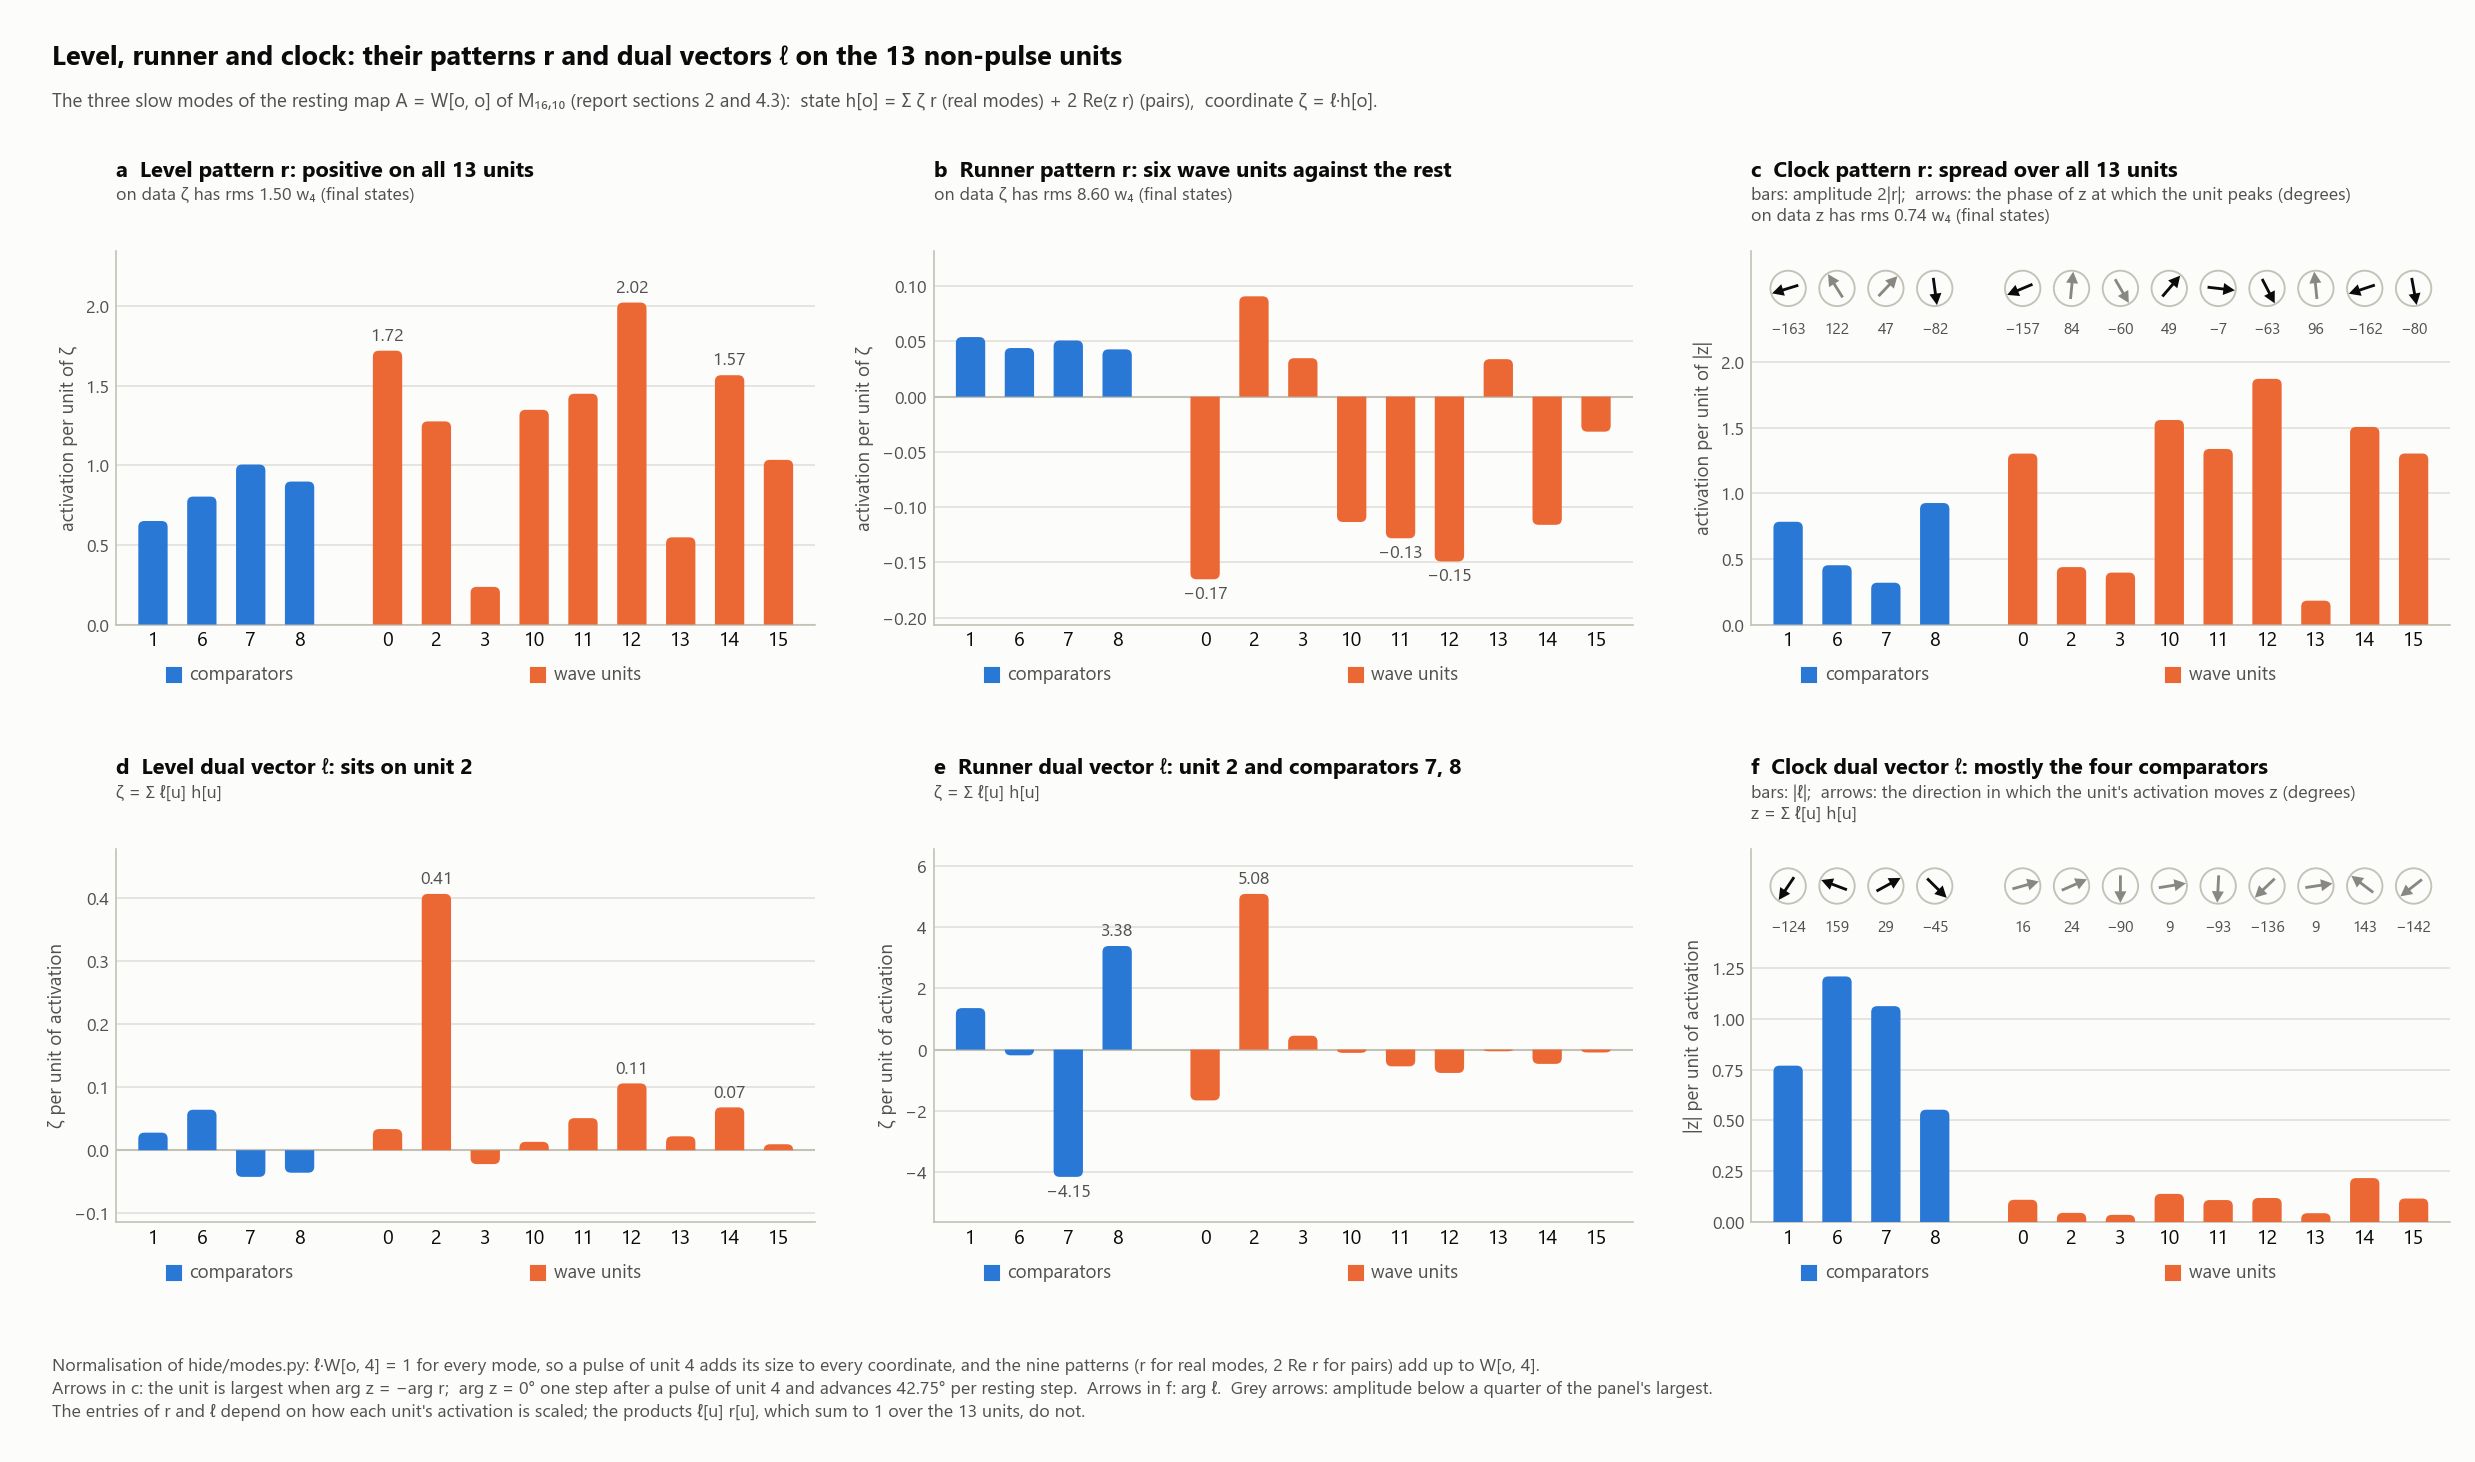 Level, runner and clock: their patterns r and dual vectors ℓ on the 13 non-pulse units
The three slow modes of the resting map A = W[o, o] of M₁₆,₁₀ (report sections 2 and 4.3):  state h[o] = Σ ζ r (real modes) + 2 Re(z r) (pairs),  coordinate ζ = ℓ·h[o].
a  Level pattern r: positive on all 13 units
on data ζ has rms 1.50 w₄ (final states)
activation per unit of ζ
2.0
1.5
1.0
0.5
0.0
1.72
2.02
1.57
1 6 7 8 0 2 3 10 11 12 13 14 15
comparators
wave units
b  Runner pattern r: six wave units against the rest
on data ζ has rms 8.60 w₄ (final states)
activation per unit of ζ
0.10
0.05
0.00
−0.05
−0.10
−0.15
−0.20
−0.17
−0.13
−0.15
1 6 7 8 0 2 3 10 11 12 13 14 15
comparators
wave units
c  Clock pattern r: spread over all 13 units
bars: amplitude 2|r|;  arrows: the phase of z at which the unit peaks (degrees)
on data z has rms 0.74 w₄ (final states)
−163 122 47 −82 −157 84 −60 49 −7 −63 96 −162 −80
activation per unit of |z|
2.0
1.5
1.0
0.5
0.0
1 6 7 8 0 2 3 10 11 12 13 14 15
comparators
wave units
d  Level dual vector ℓ: sits on unit 2
ζ = Σ ℓ[u] h[u]
ζ per unit of activation
0.4
0.3
0.2
0.1
0.0
−0.1
0.41
0.11
0.07
1 6 7 8 0 2 3 10 11 12 13 14 15
comparators
wave units
e  Runner dual vector ℓ: unit 2 and comparators 7, 8
ζ = Σ ℓ[u] h[u]
ζ per unit of activation
6
4
2
0
−2
−4
5.08
3.38
−4.15
1 6 7 8 0 2 3 10 11 12 13 14 15
comparators
wave units
f  Clock dual vector ℓ: mostly the four comparators
bars: |ℓ|;  arrows: the direction in which the unit's activation moves z (degrees)
z = Σ ℓ[u] h[u]
−124 159 29 −45 16 24 −90 9 −93 −136 9 143 −142
|z| per unit of activation
1.25
1.00
0.75
0.50
0.25
0.00
1 6 7 8 0 2 3 10 11 12 13 14 15
comparators
wave units
Normalisation of hide/modes.py: ℓ·W[o, 4] = 1 for every mode, so a pulse of unit 4 adds its size to every coordinate, and the nine patterns (r for real modes, 2 Re r for pairs) add up to W[o, 4].
Arrows in c: the unit is largest when arg z = −arg r;  arg z = 0° one step after a pulse of unit 4 and advances 42.75° per resting step.  Arrows in f: arg ℓ.  Grey arrows: amplitude below a quarter of the panel's largest.
The entries of r and ℓ depend on how each unit's activation is scaled; the products ℓ[u] r[u], which sum to 1 over the 13 units, do not.